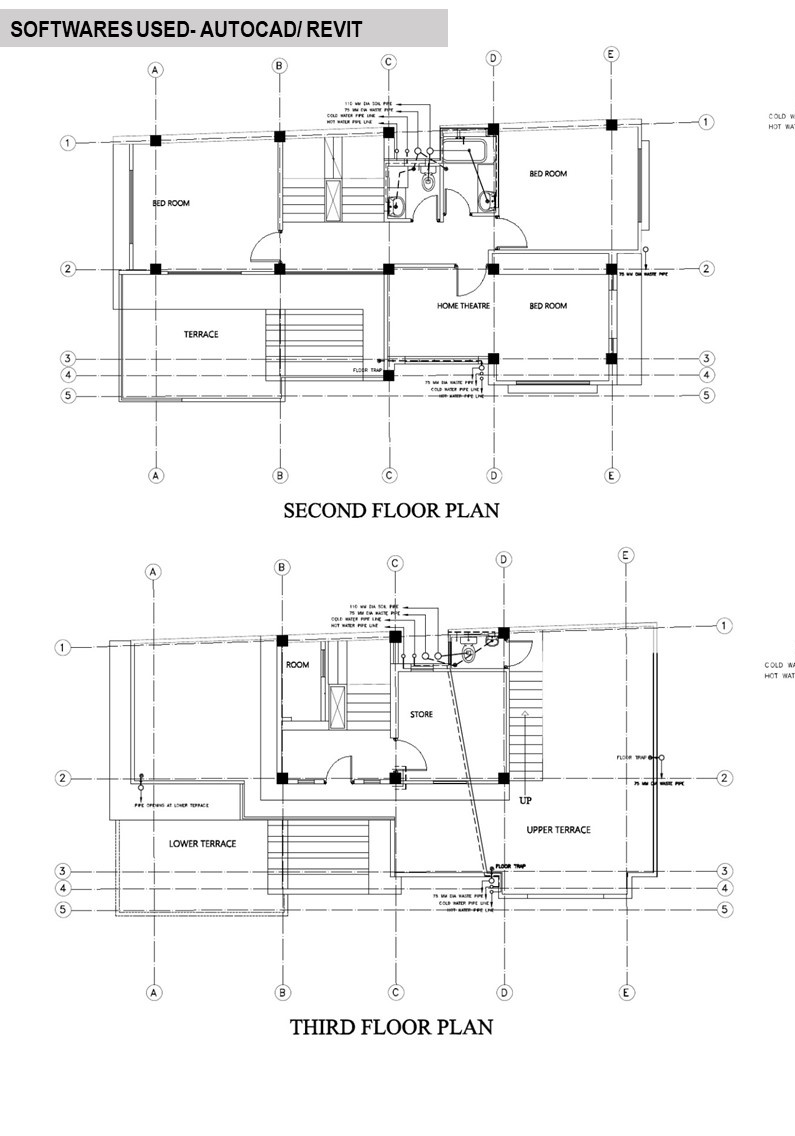 SOFTWARES USED- AUTOCAD/ REVIT
A
B
C
D
E
110 MM DIA SOIL PIPE
75 MM DIA WASTE PIPE
COLD WATER PIPE LINE
HOT WATER PIPE LINE
COLD W
HOT WAT
1
1
BED ROOM
BED ROOM
2
2
75 MM DIA WASTE PIPE
HOME THEATRE
BED ROOM
TERRACE
3
3
FLOOR TRAP
4
4
75 MM DIA WASTE PIPE
COLD WATER PIPE LINE
HOT WATER PIPE LINE
5
5
A
B
C
D
E
SECOND FLOOR PLAN
A
B
C
D
E
110 MM DIA SOIL PIPE
75 MM DIA WASTE PIPE
COLD WATER PIPE LINE
HOT WATER PIPE LINE
1
1
ROOM
COLD WA
HOT WAT
STORE
FLOOR TRAP
2
2
75 MM DIA WASTE PIPE
PIPE OPENING AT LOWER TERRACE
UP
UPPER TERRACE
LOWER TERRACE
FLOOR TRAP
3
3
4
4
75 MM DIA WASTE PIPE
COLD WATER PIPE LINE
HOT WATER PIPE LINE
5
5
A
B
C
D
E
THIRD FLOOR PLAN